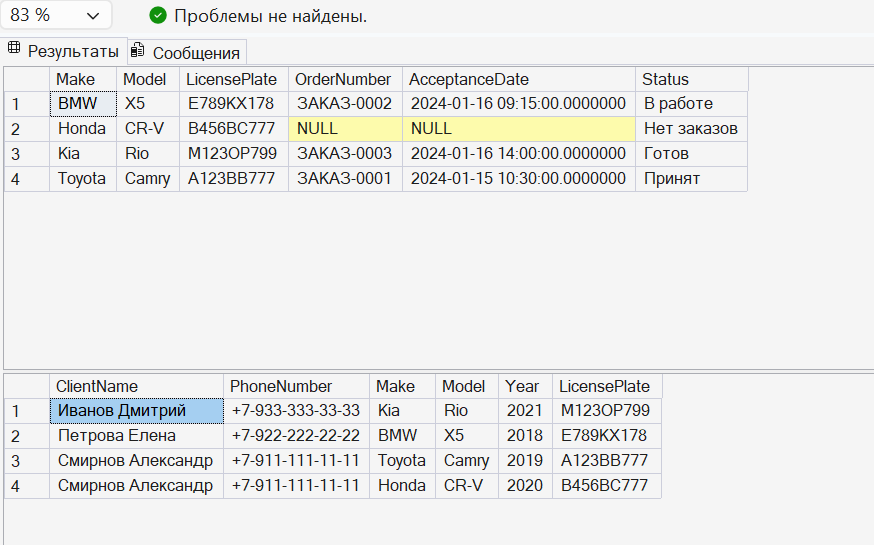 83 %
Проблемы не найдены.
Результаты Сообщения
Make Model LicensePlate OrderNumber AcceptanceDate Status
1 BMW X5 E789KX178 ЗАКАЗ-0002 2024-01-16 09:15:00.0000000 В работе
2 Honda CR-V B456BC777 NULL NULL Нет заказов
3 Kia Rio M123OP799 ЗАКАЗ-0003 2024-01-16 14:00:00.0000000 Готов
4 Toyota Camry A123BB777 ЗАКАЗ-0001 2024-01-15 10:30:00.0000000 Принят
ClientName PhoneNumber Make Model Year LicensePlate
1 Иванов Дмитрий +7-933-333-33-33 Kia Rio 2021 M123OP799
2 Петрова Елена +7-922-222-22-22 BMW X5 2018 E789KX178
3 Смирнов Александр +7-911-111-11-11 Toyota Camry 2019 A123BB777
4 Смирнов Александр +7-911-111-11-11 Honda CR-V 2020 B456BC777